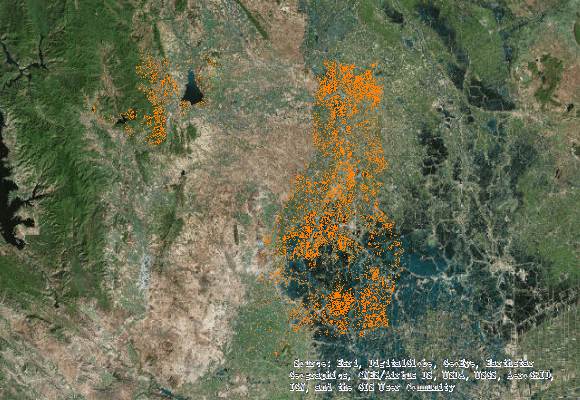 Source: Esri, DigitalGlobe, GeoEye, Earthstar
Geographics, CNES/Airbus DS, USDA, USGS, AeroGRID,
IGN, and the GIS User Community